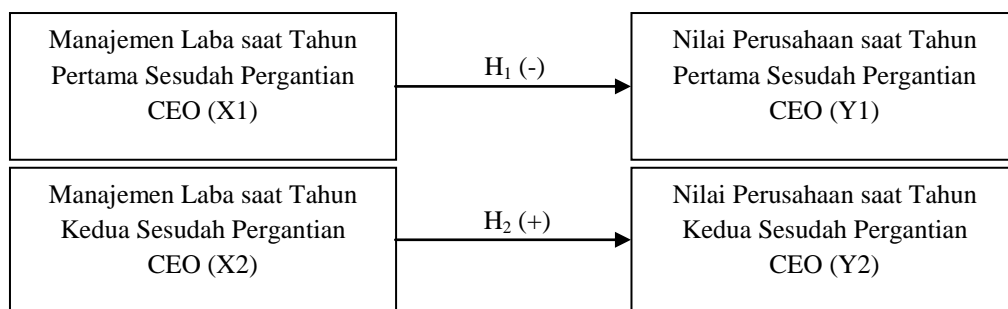 Manajemen Laba saat Tahun
Pertama Sesudah Pergantian
CEO (X1)
H1 (-)
Nilai Perusahaan saat Tahun
Pertama Sesudah Pergantian
CEO (Y1)
Manajemen Laba saat Tahun
Kedua Sesudah Pergantian
CEO (X2)
H2 (+)
Nilai Perusahaan saat Tahun
Kedua Sesudah Pergantian
CEO (Y2)